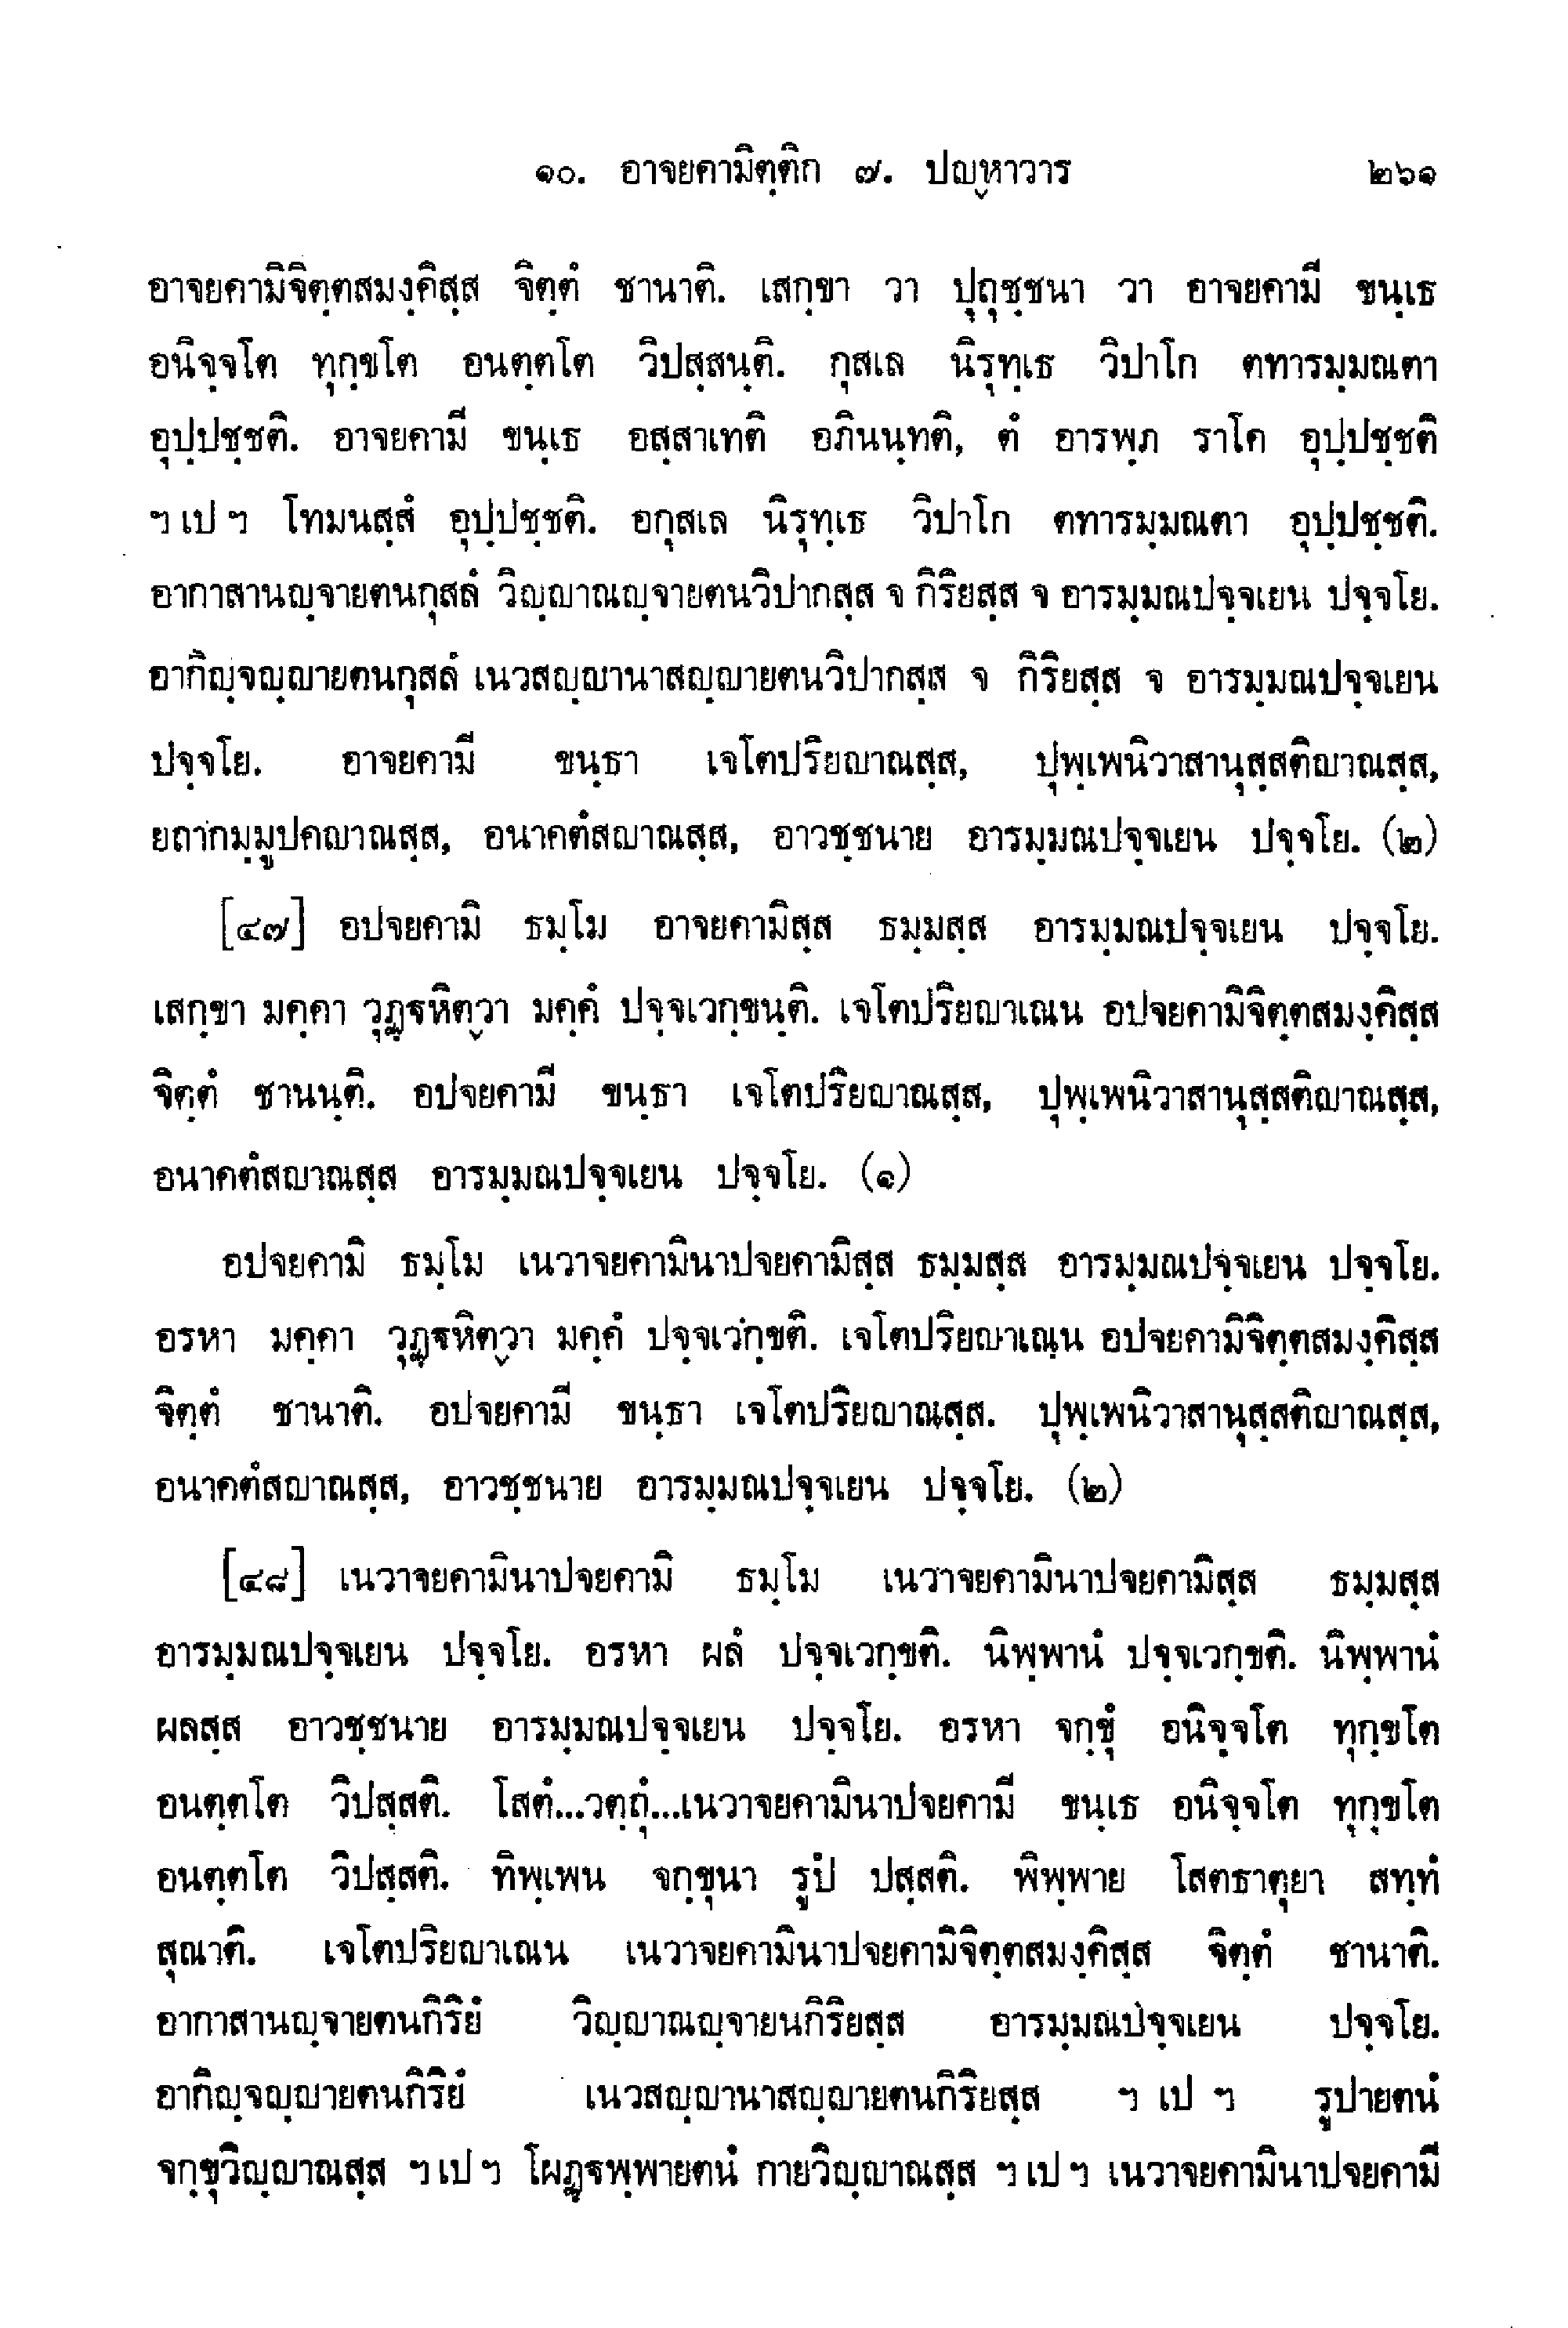 ๑๐. อาจยคามิตฺติก ๗. ปญฺหาวาร ๒๖๑
อาจยคามิจิตฺตสมงฺคิสฺส จิตฺตํ ชานาติ. เสกฺขา วา ปุถุชฺชนา วา อาจยคามี ขนฺเธ
อนิจฺจโต ทุกฺขโต อนตฺตโต วิปสฺสนฺติ. กุสเล นิรุทฺเธ วิปาโก ตทารมฺมณตา
อุปฺปชฺชติ. อาจยคามี ขนฺเธ อสฺสาเทติ อภินนฺทติ, ตํ อารพฺภ ราโค อุปฺปชฺชติ
ฯ เป ฯ โทมนสฺสํ อุปฺปชฺชติ. อกุสเล นิรุทฺเธ วิปาโก ตทารมฺมณตา อุปฺปชฺชติ.
อากาสานญฺจายตนกุสลํ วิญฺญาณญฺจายตนวิปากสฺส จ กิริยสฺส จ อารมฺมณปจฺจเยน ปจฺจโย.
อากิญฺจญฺญายตนกุสลํ เนวสญฺญานาสญฺญายตนวิปากสฺส จ กิริยสฺส จ อารมฺมณปจฺจเยน
ปจฺจโย. อาจยคามี ขนฺธา เจโตปริยญาณสฺส, ปุพฺเพนิวาสานุสฺสติญาณสฺส,
ยถากมฺมูปคญาณสฺส, อนาคตํสญาณสฺส, อาวชฺชนาย อารมฺมณปจฺจเยน ปจฺจโย. (๒)
[๔๗] อปจยคามิ ธมฺโม อาจยคามิสฺส ธมฺมสฺส อารมฺมณปจฺจเยน ปจฺจโย.
เสกฺขา มคฺคา วุฏฺฐหิตฺวา มคฺคํ ปจฺจเวกฺขนฺติ. เจโตปริยญาเณน อปจยคามิจิตฺตสมงฺคิสฺส
จิตฺตํ ชานนฺติ. อปจยคามี ขนฺธา เจโตปริยญาณสฺส, ปุพฺเพนิวาสานุสฺสติญาณสฺส,
อนาคตํสญาณสฺส อารมฺมณปจฺจเยน ปจฺจโย. (๑)
อปจยคามิ ธมฺโม เนวาจยคามินาปจยคามิสฺส ธมฺมสฺส อารมฺมณปจฺจเยน ปจฺจโย.
อรหา มคฺคา วุฏฺฐหิตฺวา มคฺคํ ปจฺจเวกฺขติ. เจโตปริยญาเณฺน อปจยคามิจิตฺตสมงฺคิสฺส
จิตฺตํ ชานาติ. อปจยคามี ขนฺธา เจโตปริยญาณสฺส. ปุพฺเพนิวาสานุสฺสติญาณสฺส,
อนาคตํสญาณสฺส, อาวชฺชนาย อารมฺมณปจฺจเยน ปจฺจโย. (๒)
[๔๘] เนวาจยคามินาปจยคามิ ธมฺโม เนวาจยคามินาปจยคามิสฺส ธมฺมสฺส
อารมฺมณปจฺจเยน ปจฺจโย. อรหา ผลํ ปจฺจเวกฺขติ. นิพฺพานํ ปจฺจเวกฺขติ. นิพฺพานํ
ผลสฺส อาวชฺชนาย อารมฺมณปจฺจเยน ปจฺจโย. อรหา จกฺขุํ อนิจฺจโต ทุกฺขโต
อนตฺตโต วิปสฺสติ. โสตํ...วตฺถุํ...เนวาจยคามินาปจยคามี ขนฺเธ อนิจฺจโต ทุกฺขโต
อนตฺตโต วิปสฺสติ. ทิพฺเพน จกฺขุนา รูปํ ปสฺสติ. พิพฺพาย โสตธาตุยา สทฺทํ
สุณาติ. เจโตปริยญาเณน เนวาจยคามินาปจยคามิจิตฺตสมงฺคิสฺส จิตฺตํ ชานาติ.
อากาสานญฺจายตนกิริยํ วิญฺญาณญฺจายนกิริยสฺส อารมฺมณปจฺจเยน ปจฺจโย.
อากิญฺจญฺญายตนกิริยํ เนวสญฺญานาสญฺญายตนกิริยสฺส ฯ เป ฯ รูปายตนํ
จกฺขุวิญฺญาณสฺส ฯ เป ฯ โผฏฺฐพฺพายตนํ กายวิญฺญาณสฺส ฯ เป ฯ เนวาจยคามินาปจยคามี